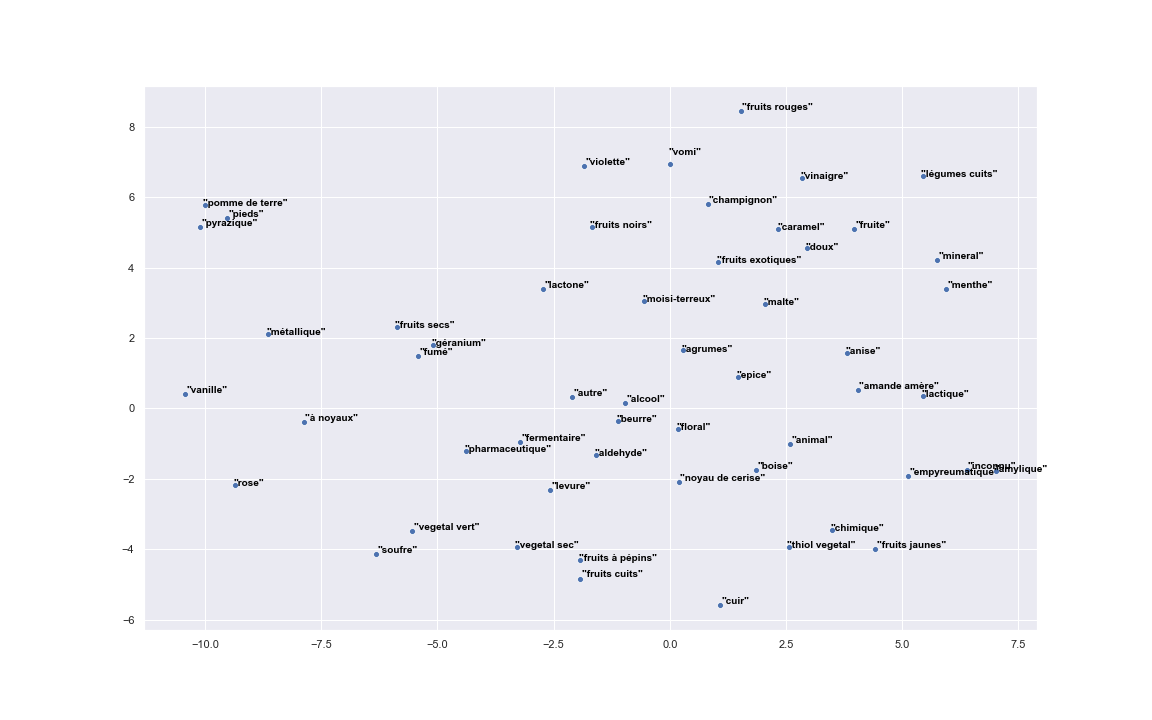 "fruits rouges"
8
"vomi"
"violette"
"légumes cuits"
"vinaigre"
6
"pomme de terre"
"champignon"
"pieds"
"pyrazique"
"fruits noirs"
"caramel"
"fruite"
"doux"
"mineral"
"fruits exotiques"
4
"lactone"
"menthe"
"moisi-terreux"
"malte"
"fruits secs"
"métallique"
2
"géranium"
"agrumes"
"fumé"
"anise"
"epice"
"vanille"
"amande amère"
"autre"
"lactique"
"alcool"
0
"à noyaux"
"beurre"
"floral"
"fermentaire"
"animal"
"pharmaceutique"
"aldehyde"
"boise"
"inconnu"
"amylique"
"empyreumatique"
−2
"noyau de cerise"
"rose"
"levure"
"vegetal vert"
"chimique"
"vegetal sec"
"thiol vegetal"
"fruits jaunes"
−4
"soufre"
"fruits à pépins"
"fruits cuits"
"cuir"
−6
−10.0 −7.5 −5.0 −2.5 0.0 2.5 5.0 7.5